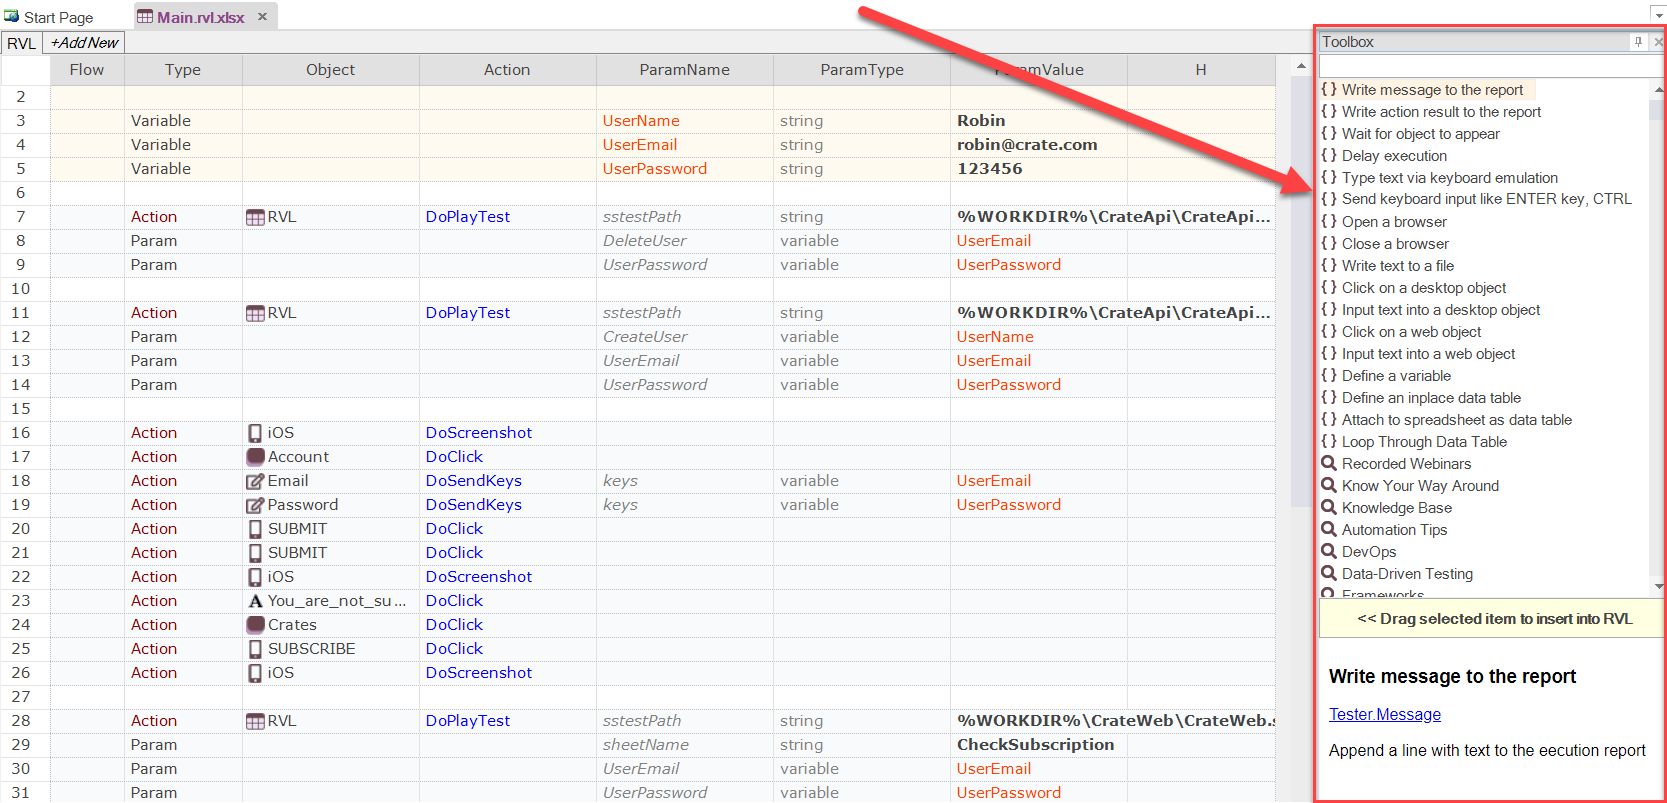 Start Page
Main.rvl.xlsx
RVL +Add New
Flow Type Object Action ParamName ParamType ParamValue H
2
3 Variable UserName string Robin
4 Variable UserEmail string robin@crate.com
5 Variable UserPassword string 123456
6
7 Action RVL DoPlayTest sstestPath string %WORKDIR%\CrateApi\CrateApi...
8 Param DeleteUser variable UserEmail
9 Param UserPassword variable UserPassword
10
11 Action RVL DoPlayTest sstestPath string %WORKDIR%\CrateApi\CrateApi...
12 Param CreateUser variable UserName
13 Param UserEmail variable UserEmail
14 Param UserPassword variable UserPassword
15
16 Action iOS DoScreenshot
17 Action Account DoClick
18 Action Email DoSendKeys keys variable UserEmail
19 Action Password DoSendKeys keys variable UserPassword
20 Action SUBMIT DoClick
21 Action SUBMIT DoClick
22 Action iOS DoScreenshot
23 Action You_are_not_su... DoClick
24 Action Crates DoClick
25 Action SUBSCRIBE DoClick
26 Action iOS DoScreenshot
27
28 Action RVL DoPlayTest sstestPath string %WORKDIR%\CrateWeb\CrateWeb.s
29 Param sheetName string CheckSubscription
30 Param UserEmail variable UserEmail
31 Param UserPassword variable UserPassword
Toolbox
{ } Write message to the report
{ } Write action result to the report
{ } Wait for object to appear
{ } Delay execution
{ } Type text via keyboard emulation
{ } Send keyboard input like ENTER key, CTRL
{ } Open a browser
{ } Close a browser
{ } Write text to a file
{ } Click on a desktop object
{ } Input text into a desktop object
{ } Click on a web object
{ } Input text into a web object
{ } Define a variable
{ } Define an inplace data table
{ } Attach to spreadsheet as data table
{ } Loop Through Data Table
Recorded Webinars
Know Your Way Around
Knowledge Base
Automation Tips
DevOps
Data-Driven Testing
Frameworks
<< Drag selected item to insert into RVL
Write message to the report
Tester.Message
Append a line with text to the eecution report